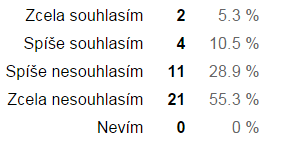 Zcela souhlasím 2 5.3 %
Spíše souhlasím 4 10.5 %
Spíše nesouhlasím 11 28.9 %
Zcela nesouhlasím 21 55.3 %
Nevím 0 0 %